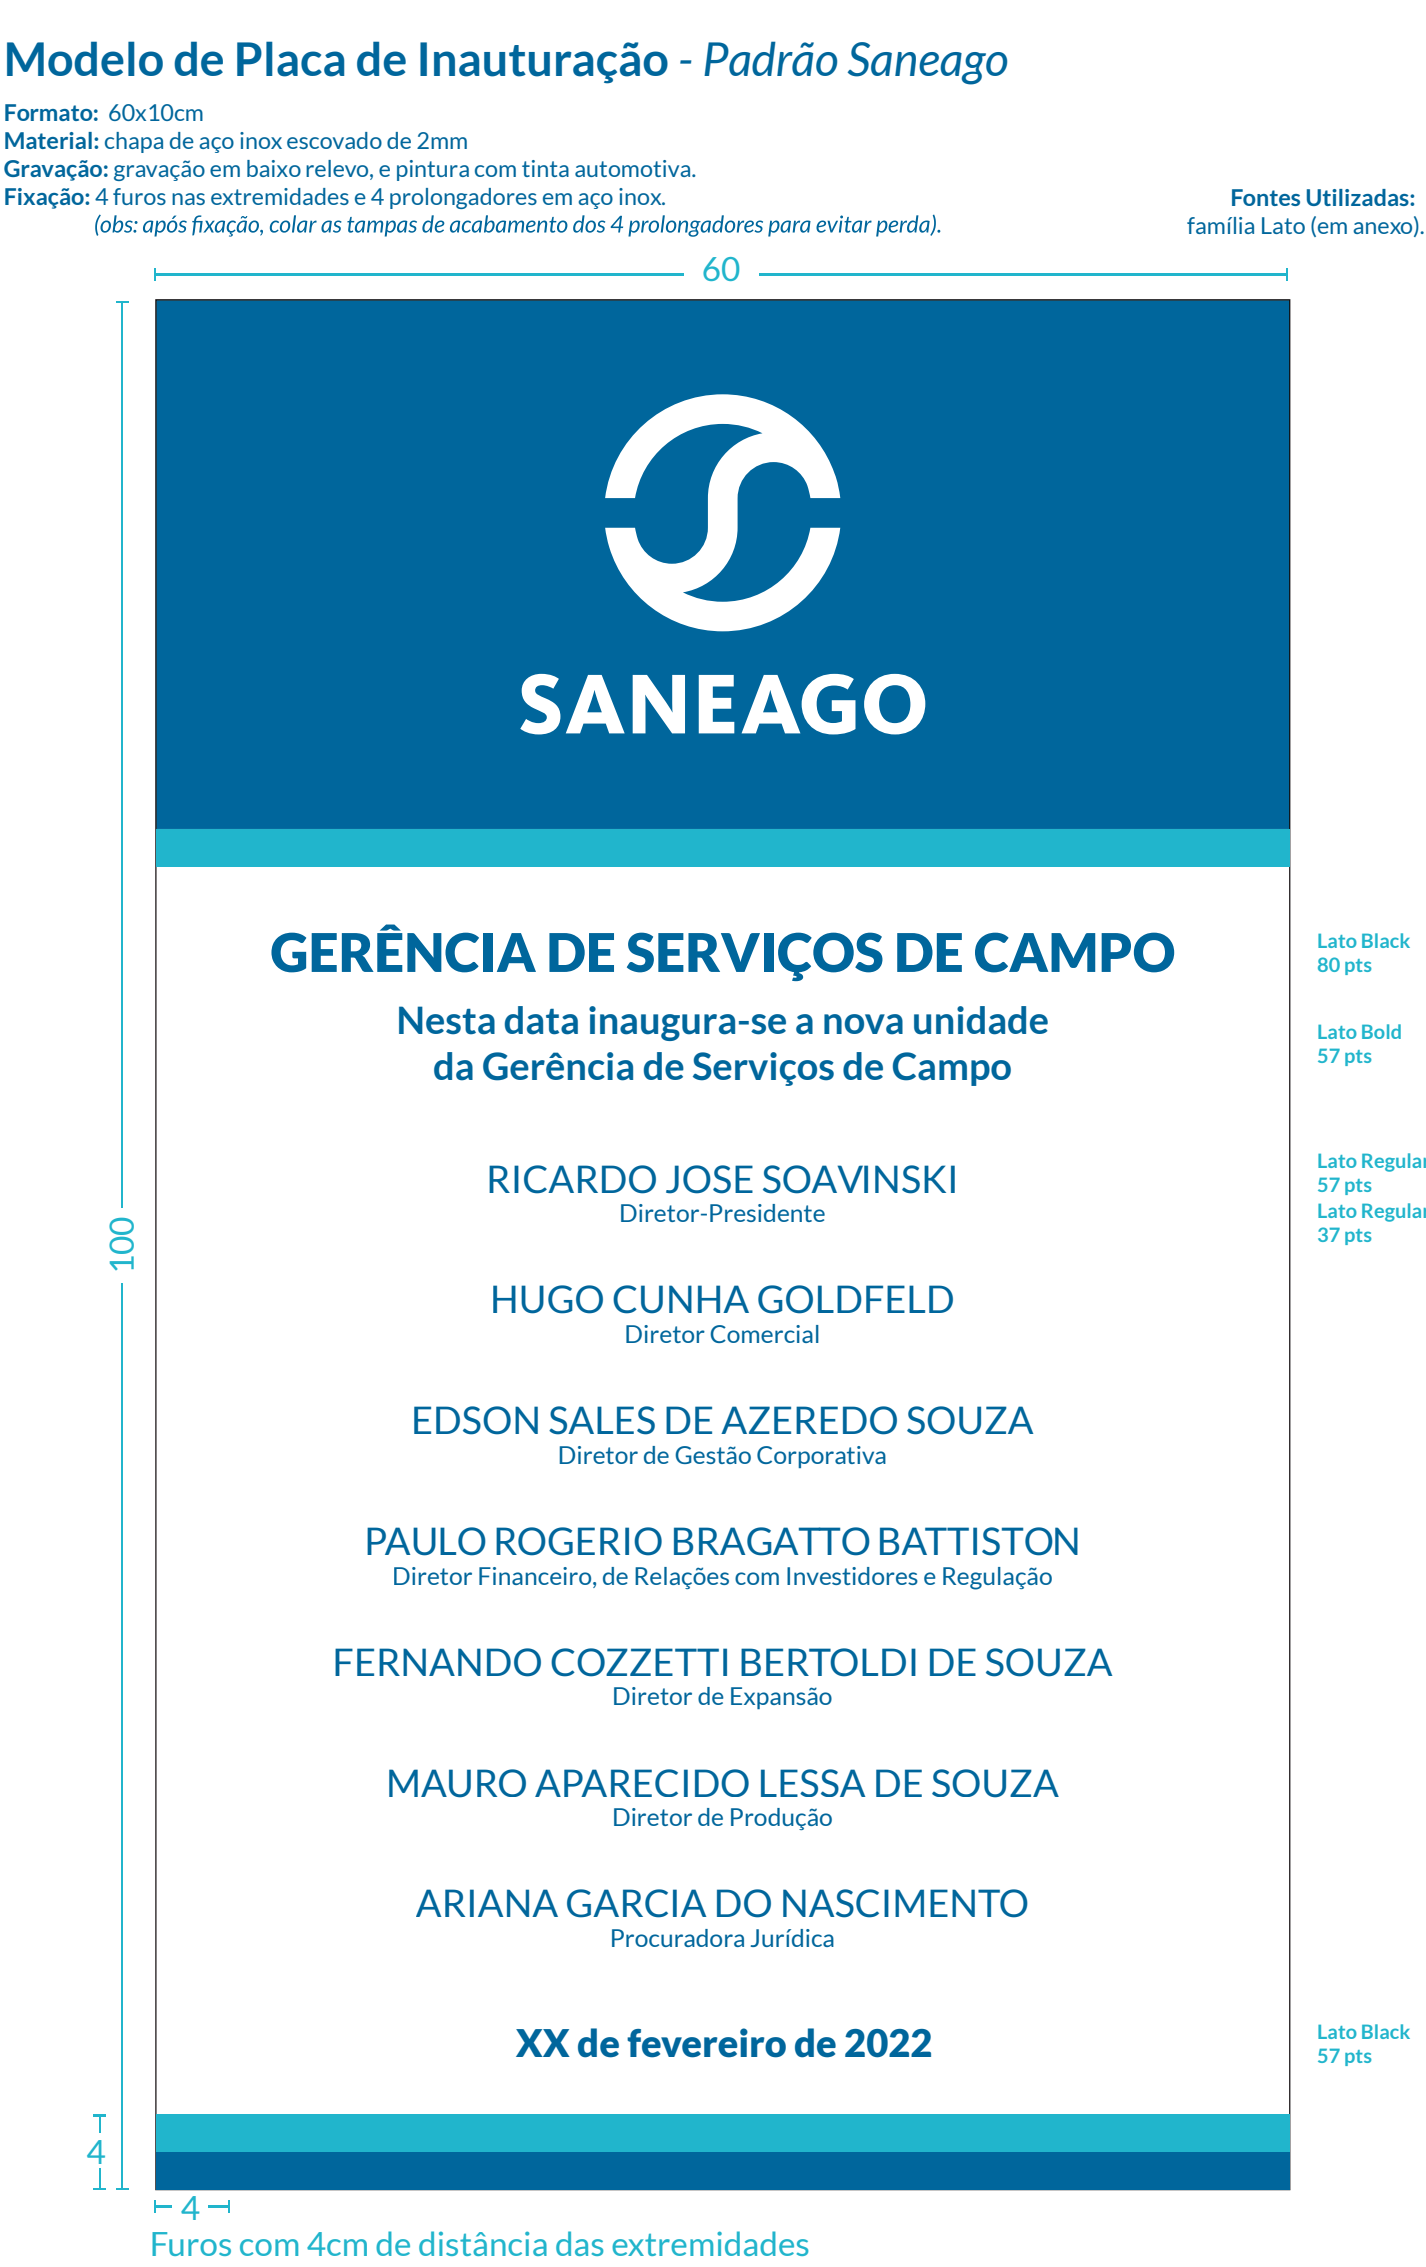 Modelo de Placa de Inauturação - Padrão Saneago
Formato: 60x10cm
Material: chapa de aço inox escovado de 2mm
Gravação: gravação em baixo relevo, e pintura com tinta automotiva.
Fixação: 4 furos nas extremidades e 4 prolongadores em aço inox.
(obs: após fixação, colar as tampas de acabamento dos 4 prolongadores para evitar perda).
Fontes Utilizadas:
família Lato (em anexo).
60
SANEAGO
GERÊNCIA DE SERVIÇOS DE CAMPO
Lato Black
80 pts
Nesta data inaugura-se a nova unidade
da Gerência de Serviços de Campo
Lato Bold
57 pts
RICARDO JOSE SOAVINSKI
Diretor-Presidente
Lato Regular
57 pts
Lato Regular
37 pts
100
HUGO CUNHA GOLDFELD
Diretor Comercial
EDSON SALES DE AZEREDO SOUZA
Diretor de Gestão Corporativa
PAULO ROGERIO BRAGATTO BATTISTON
Diretor Financeiro, de Relações com Investidores e Regulação
FERNANDO COZZETTI BERTOLDI DE SOUZA
Diretor de Expansão
MAURO APARECIDO LESSA DE SOUZA
Diretor de Produção
ARIANA GARCIA DO NASCIMENTO
Procuradora Jurídica
XX de fevereiro de 2022
Lato Black
57 pts
4
4
Furos com 4cm de distância das extremidades